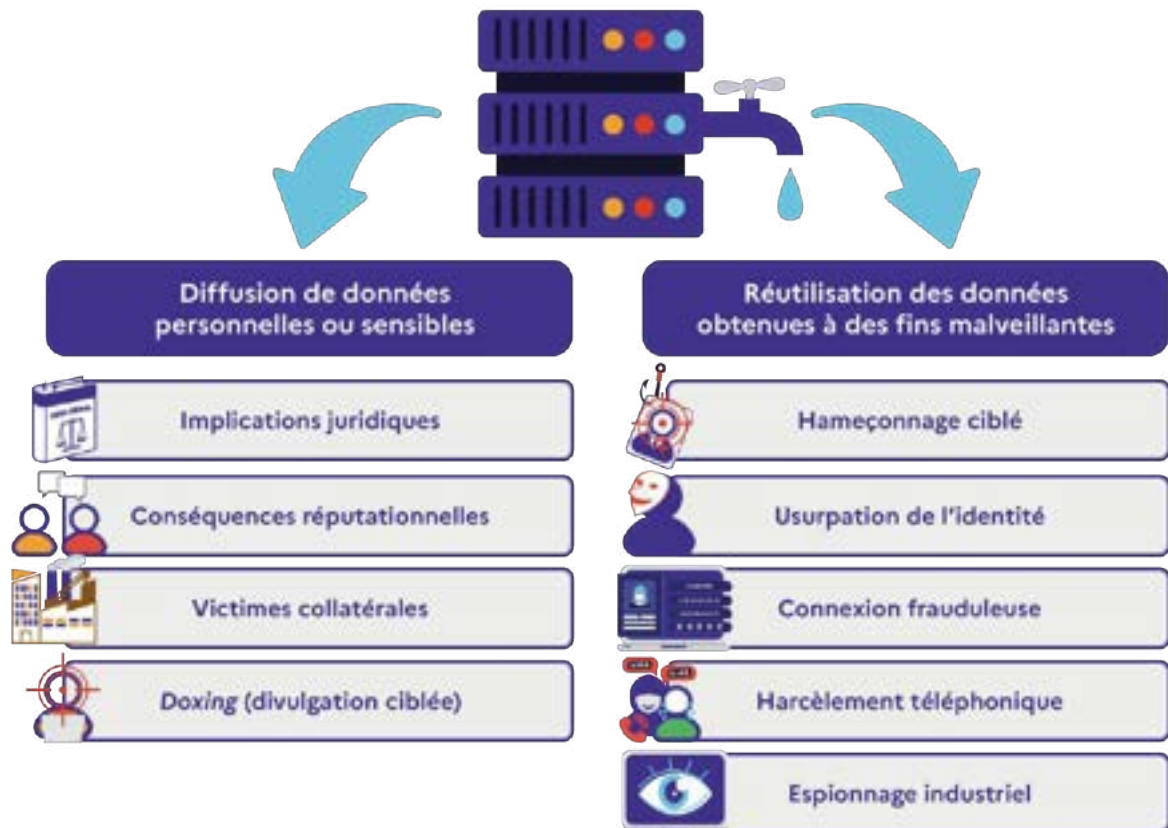 Diffusion de données
personnelles ou sensibles
Implications juridiques
Conséquences réputationnelles
Victimes collatérales
Doxing (divulgation ciblée)
Réutilisation des données
obtenues à des fins malveillantes
Hameçonnage ciblé
Usurpation de l'identité
Connexion frauduleuse
Harcèlement téléphonique
Espionnage industriel